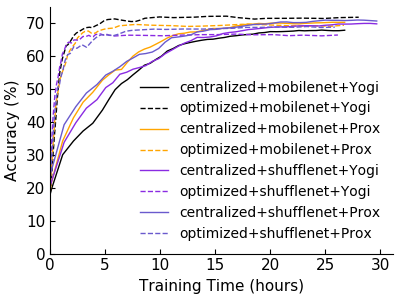 70
60
50
40
30
20
10
0
Accuracy (%)
centralized+mobilenet+Yogi
optimized+mobilenet+Yogi
centralized+mobilenet+Prox
optimized+mobilenet+Prox
centralized+shufflenet+Yogi
optimized+shufflenet+Yogi
centralized+shufflenet+Prox
optimized+shufflenet+Prox
0 5 10 15 20 25 30
Training Time (hours)